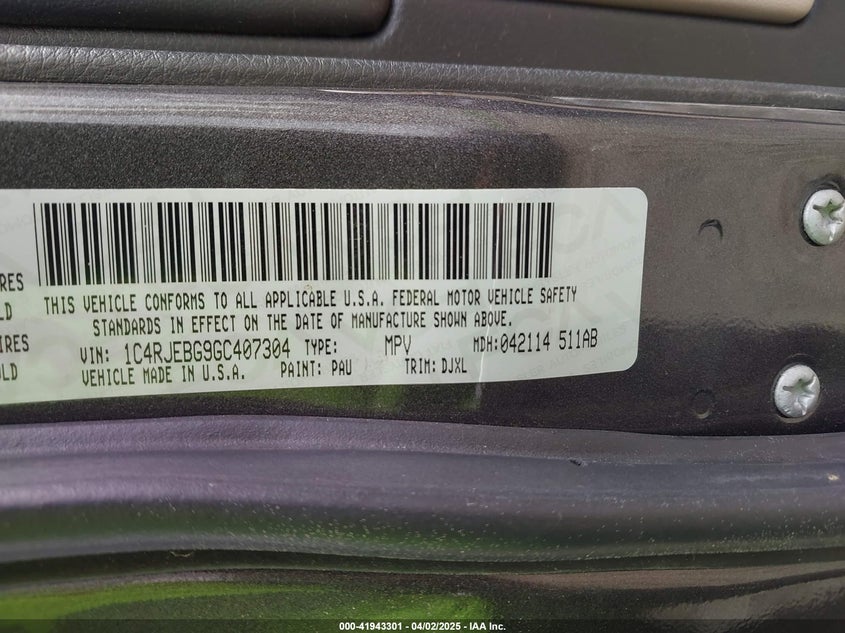 THIS VEHICLE CONFORMS TO ALL APPLICABLE U.S.A. FEDERAL MOTOR VEHICLE SAFETY
IRES
LD
STANDARDS IN EFFECT ON THE DATE OF MANUFACTURE SHOWN ABOVE.
IRES
OLD
VIN: 1C4RJEBG9GC407304 TYPE: MPV MDH:042114 511AB
VEHICLE MADE IN U.S.A. PAINT: PAU TRIM: DJXL
000-41943301 - 04/02/2025 - IAA Inc.